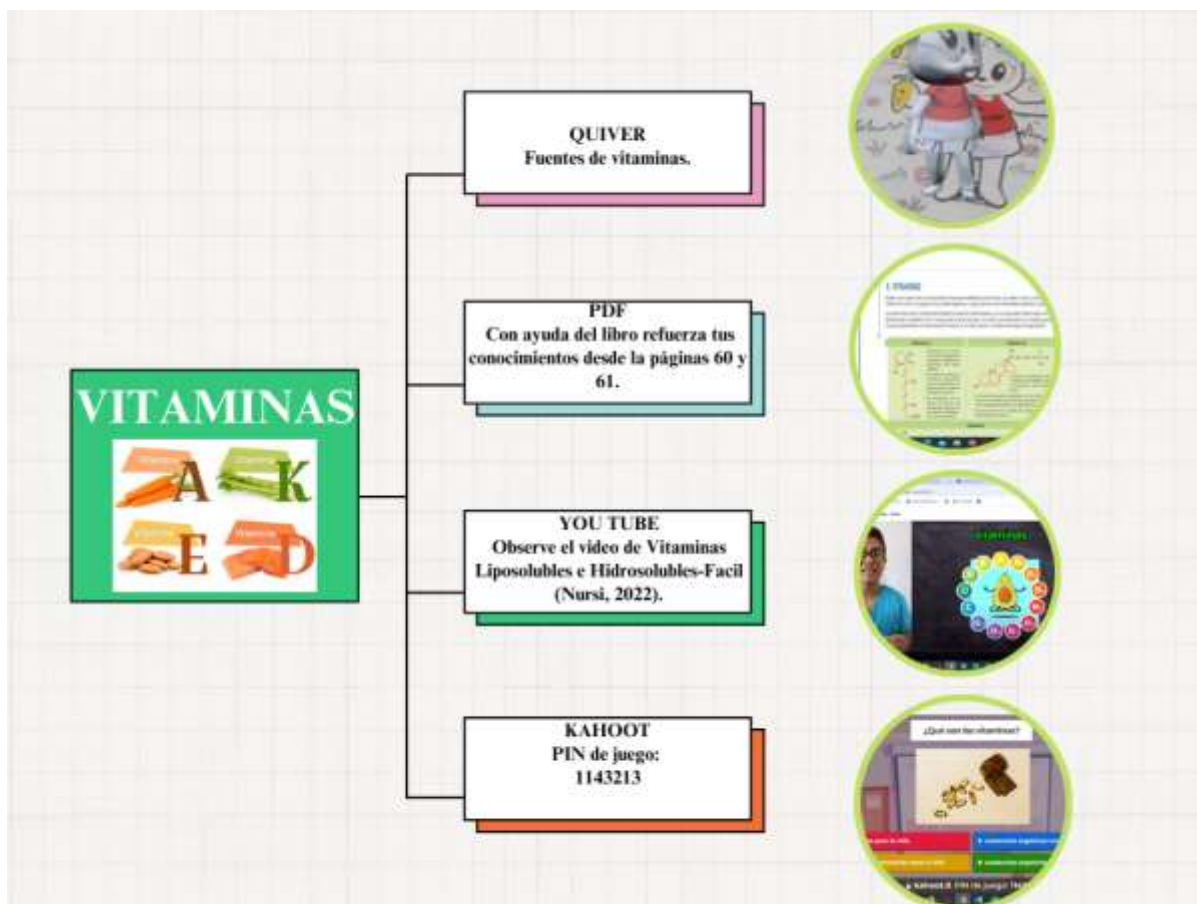 VITAMINAS
A
K
E
D
QUIVER
Fuentes de vitaminas.
PDF
Con ayuda del libro refuerza tus
conocimientos desde la páginas 60 y
61.
YOU TUBE
Observe el video de Vitaminas
Liposolubles e Hidrosolubles-Facil
(Nursi, 2022).
KAHOOT
PIN de juego:
1143213
¿Qué son las vitaminas?